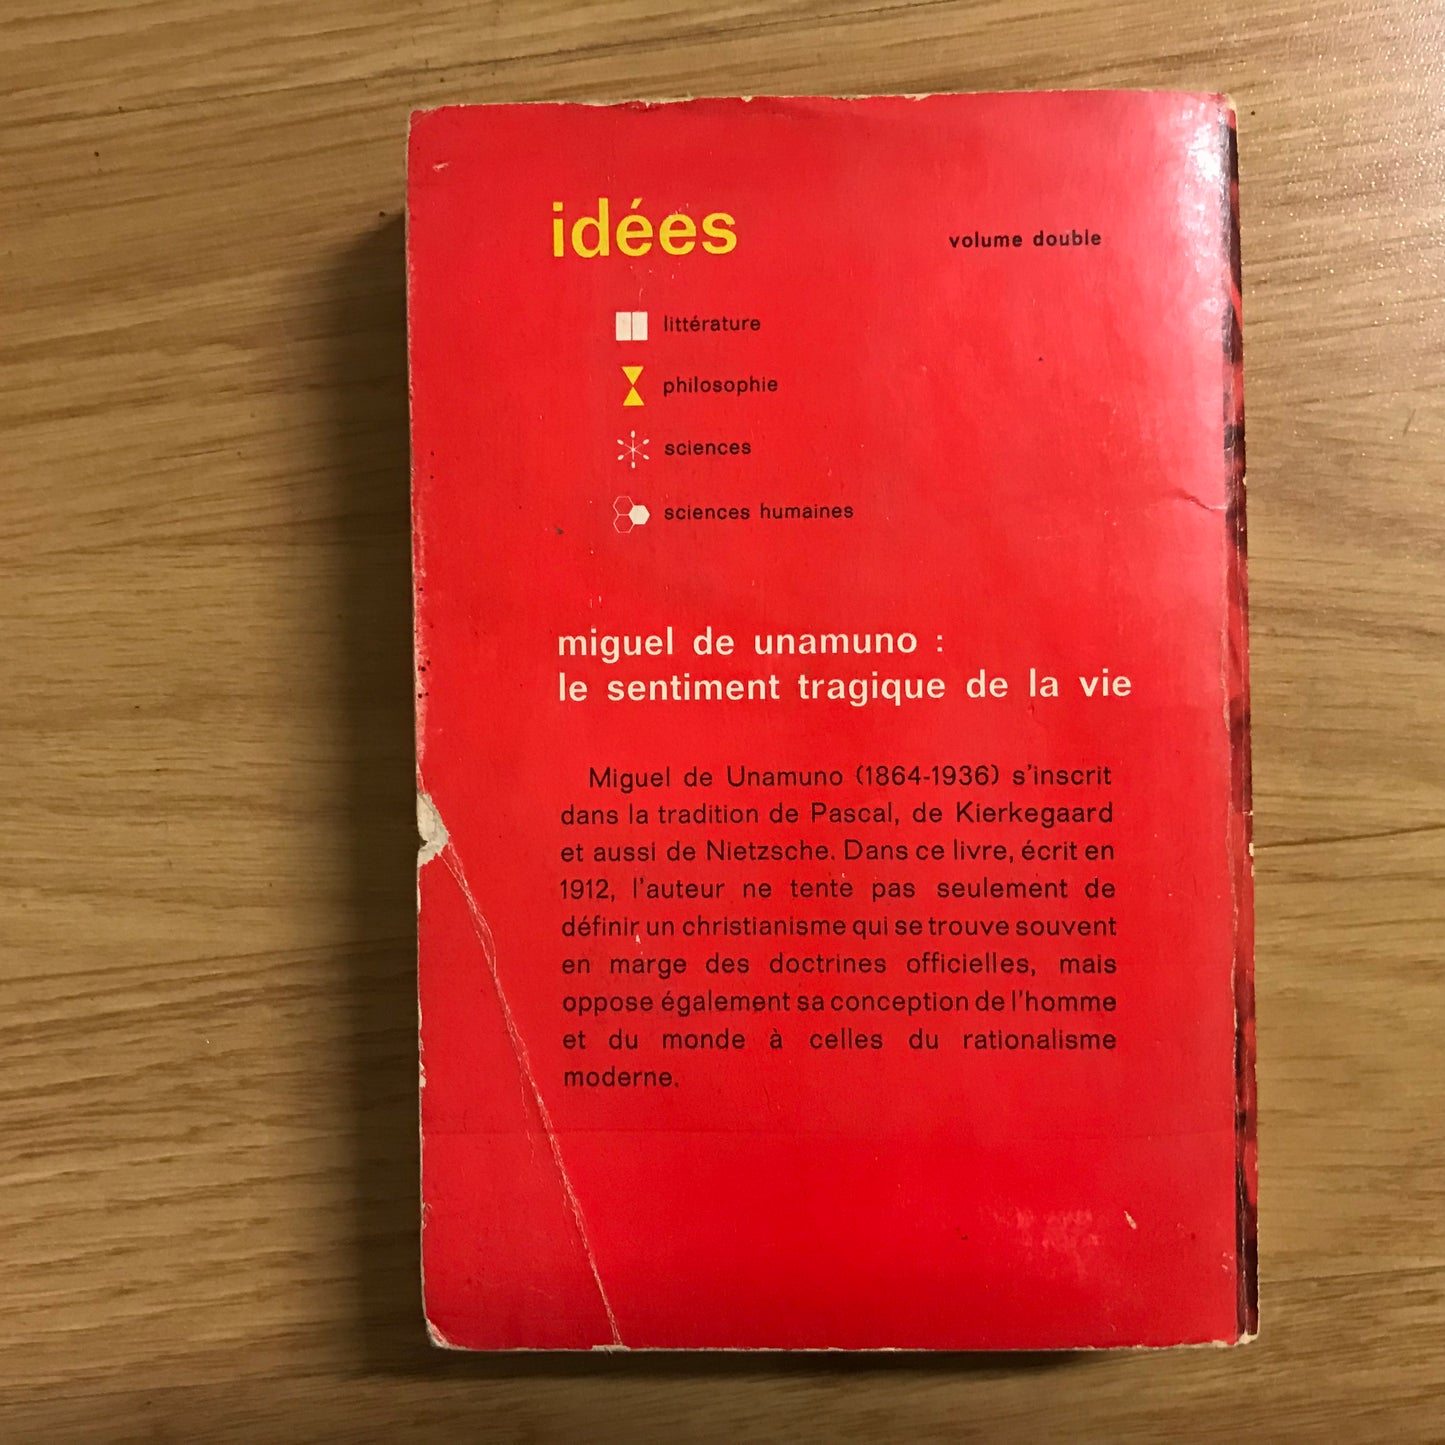 idées
volume double
littérature
philosophie
sciences
sciences humaines
miguel de unamuno :
le sentiment tragique de la vie
Miguel de Unamuno (1864-1936) s'inscrit
dans la tradition de Pascal, de Kierkegaard
et aussi de Nietzsche. Dans ce livre, écrit en
1912, l'auteur ne tente pas seulement de
définir un christianisme qui se trouve souvent
en marge des doctrines officielles, mais
oppose également sa conception de l'homme
et du monde à celles du rationalisme
moderne.